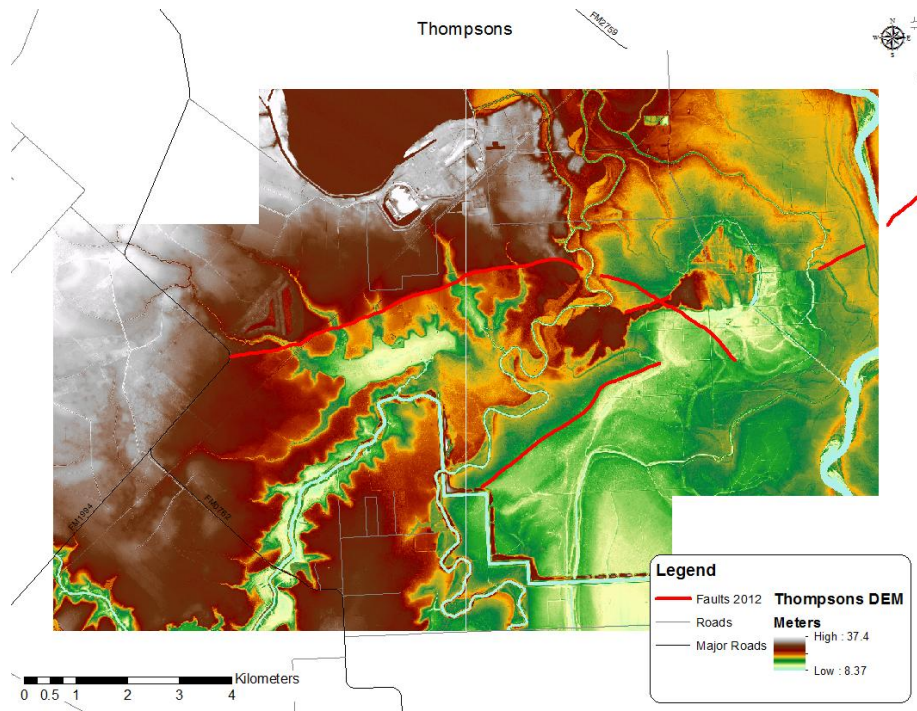 Thompsons
FM2759
N
W
E
S
FM1994
FM0762
Legend
Faults 2012
Roads
Major Roads
Thompsons DEM
Meters
High : 37.4
Low : 8.37
Kilometers
0 0.5 1 2 3 4